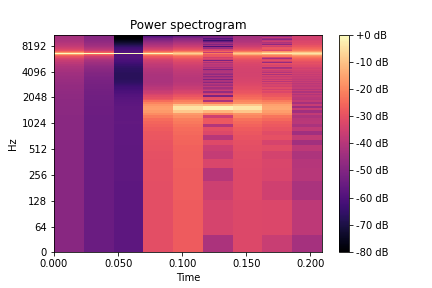 Power spectrogram
8192
4096
2048
1024
512
256
128
64
0
Hz
0.000 0.050 0.100 0.150 0.200
Time
+0 dB
-10 dB
-20 dB
-30 dB
-40 dB
-50 dB
-60 dB
-70 dB
-80 dB